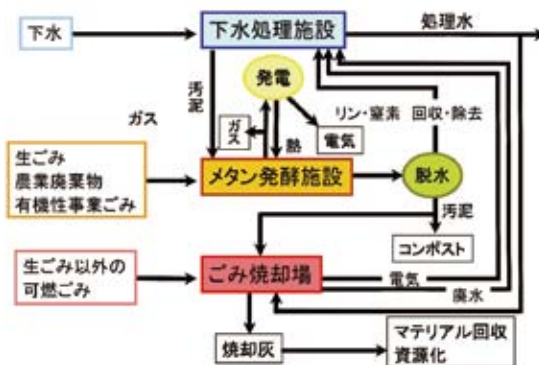 下水
下水処理施設
処理水
汚泥
発電
ガス
ガス
熱
電気
リン・窒素 回収・除去
生ごみ
農業廃棄物
有機性事業ごみ
メタン発酵施設
脱水
汚泥
コンポスト
生ごみ以外の
可燃ごみ
ごみ焼却場
電気
廃水
焼却灰
マテリアル回収
資源化